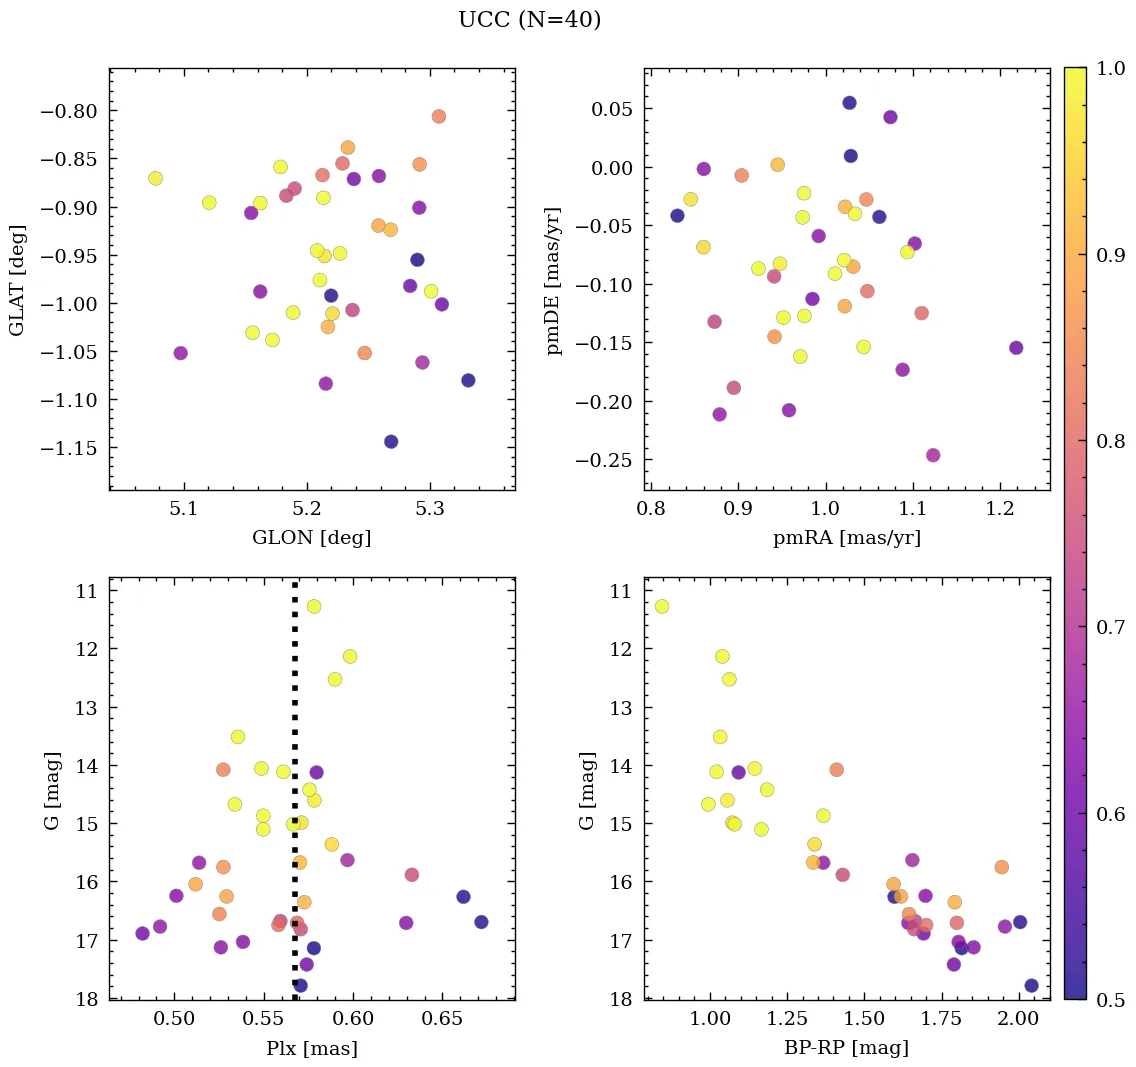 UCC (N=40)
−0.80
−0.85
−0.90
−0.95
−1.00
−1.05
−1.10
−1.15
GLAT [deg]
5.1 5.2 5.3
GLON [deg]
0.05
0.00
−0.05
−0.10
−0.15
−0.20
−0.25
pmDE [mas/yr]
0.8 0.9 1.0 1.1 1.2
pmRA [mas/yr]
11
12
13
14
15
16
17
18
G [mag]
0.50 0.55 0.60 0.65
Plx [mas]
11
12
13
14
15
16
17
18
G [mag]
1.00 1.25 1.50 1.75 2.00
BP-RP [mag]
1.0
0.9
0.8
0.7
0.6
0.5